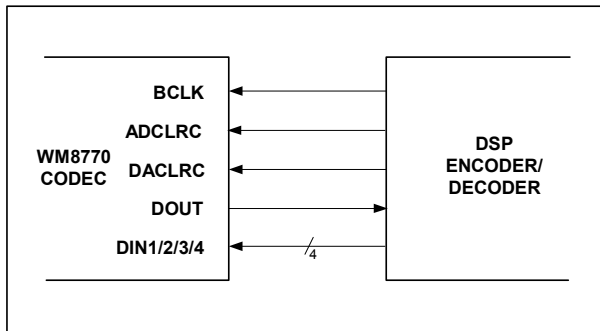 BCLK
ADCLRC
WM8770
CODEC
DACLRC
DOUT
DIN1/2/3/4
4
DSP
ENCODER/
DECODER